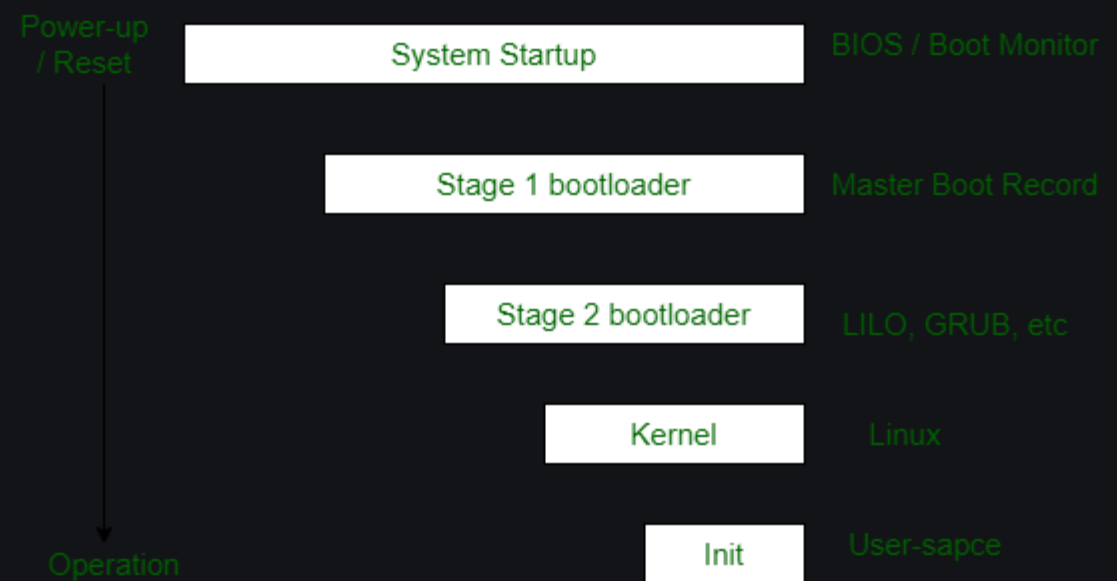 Power-up
/ Reset
System Startup
BIOS / Boot Monitor
Stage 1 bootloader
Master Boot Record
Stage 2 bootloader
LILO, GRUB, etc
Kernel
Linux
Init
User-sapce
Operation